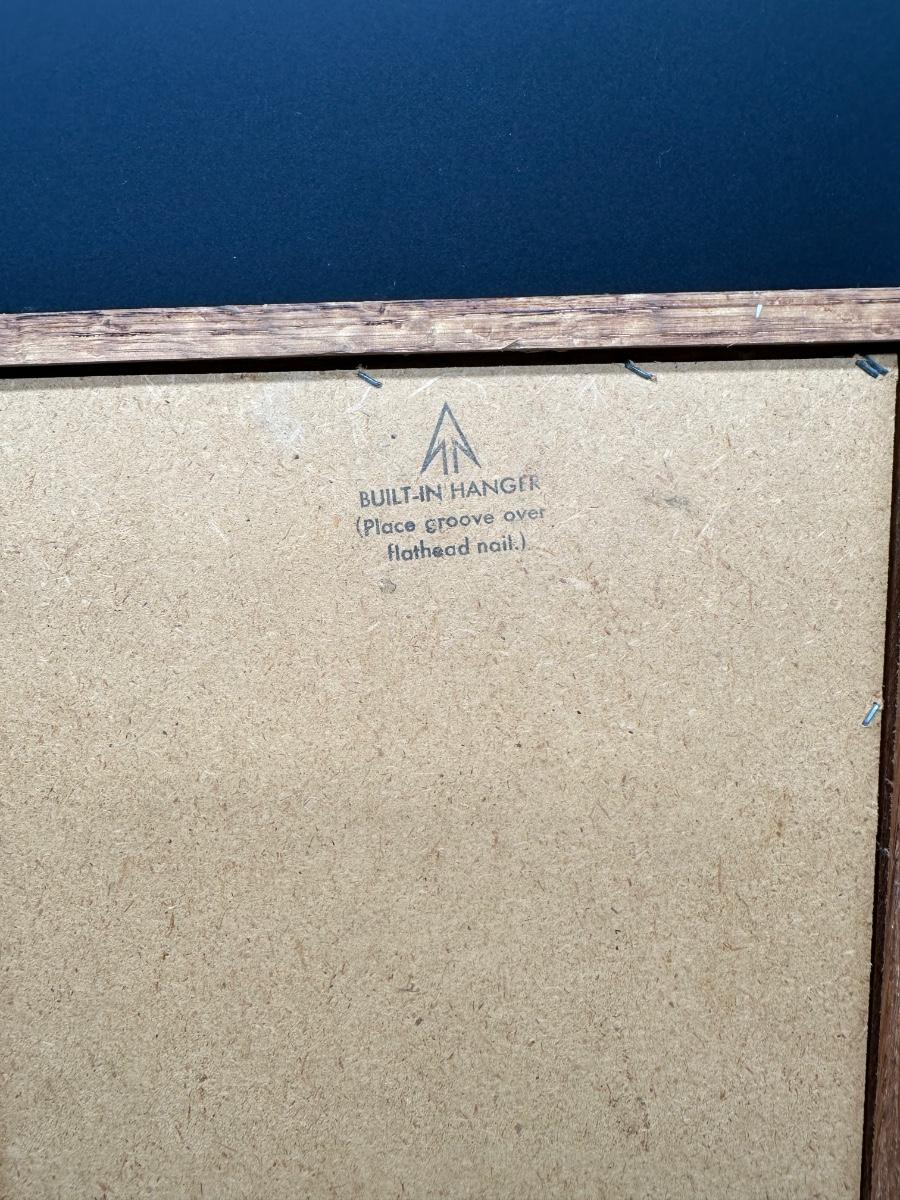 BUILT-IN HANGER
(Place groove over
flathead nail.)